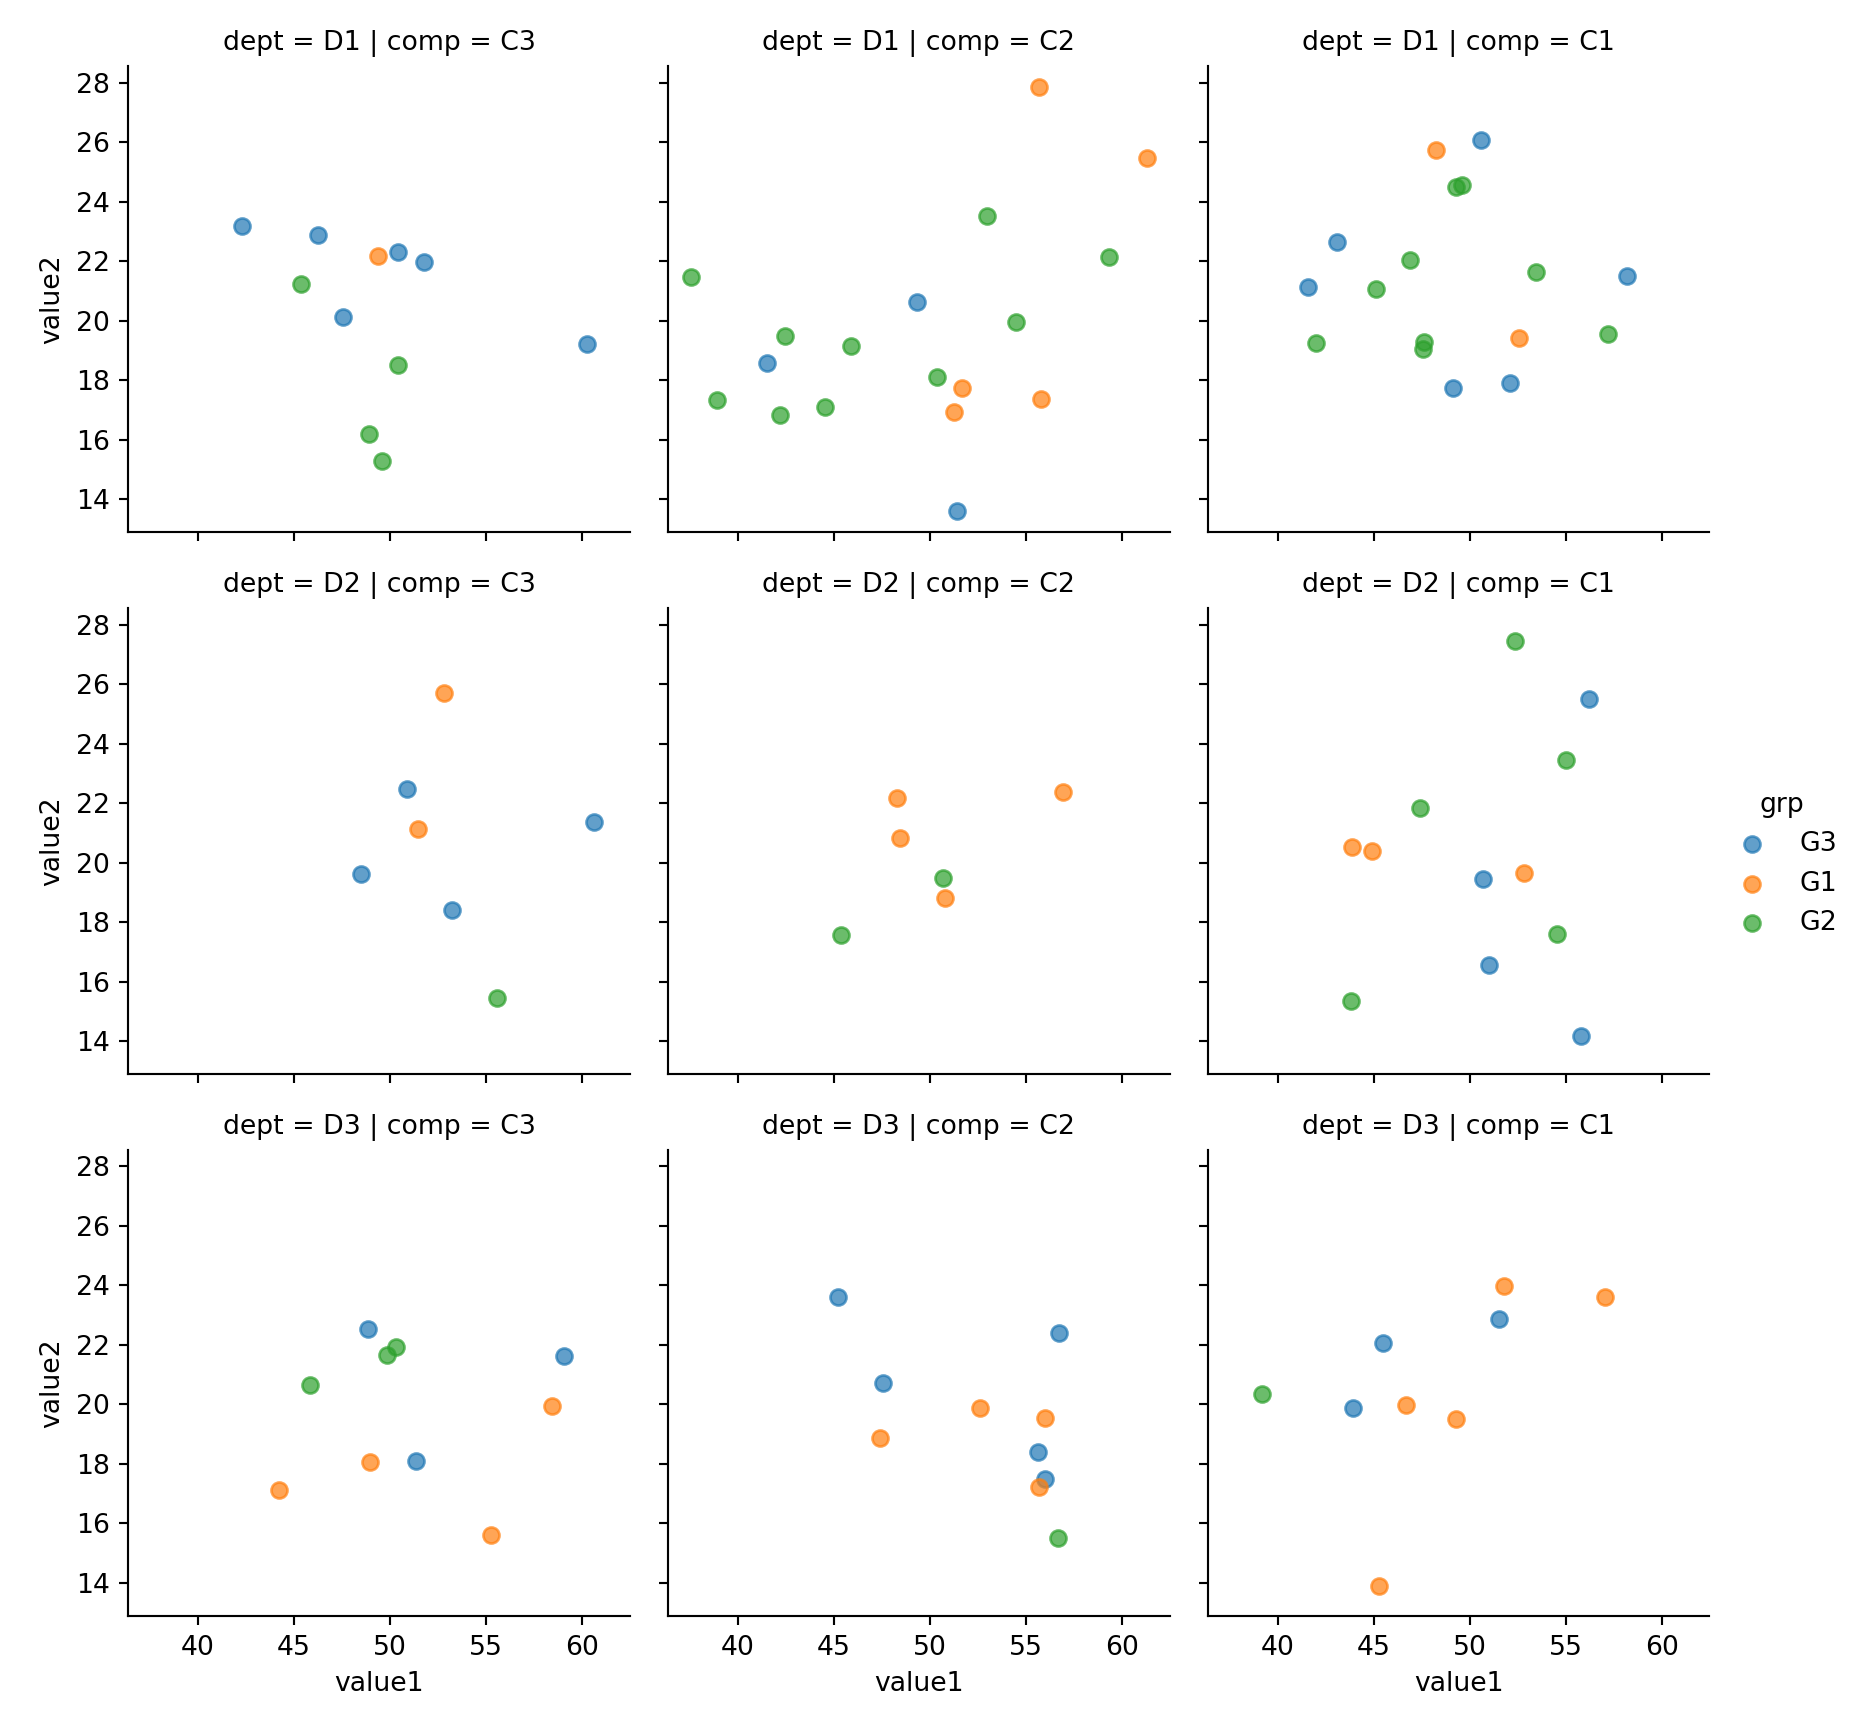 dept = D1 | comp = C3
dept = D1 | comp = C2
dept = D1 | comp = C1
28
26
24
22
20
18
16
14
value2
dept = D2 | comp = C3
dept = D2 | comp = C2
dept = D2 | comp = C1
28
26
24
22
20
18
16
14
value2
grp
G3
G1
G2
dept = D3 | comp = C3
dept = D3 | comp = C2
dept = D3 | comp = C1
28
26
24
22
20
18
16
14
value2
40 45 50 55 60
40 45 50 55 60
40 45 50 55 60
value1
value1
value1